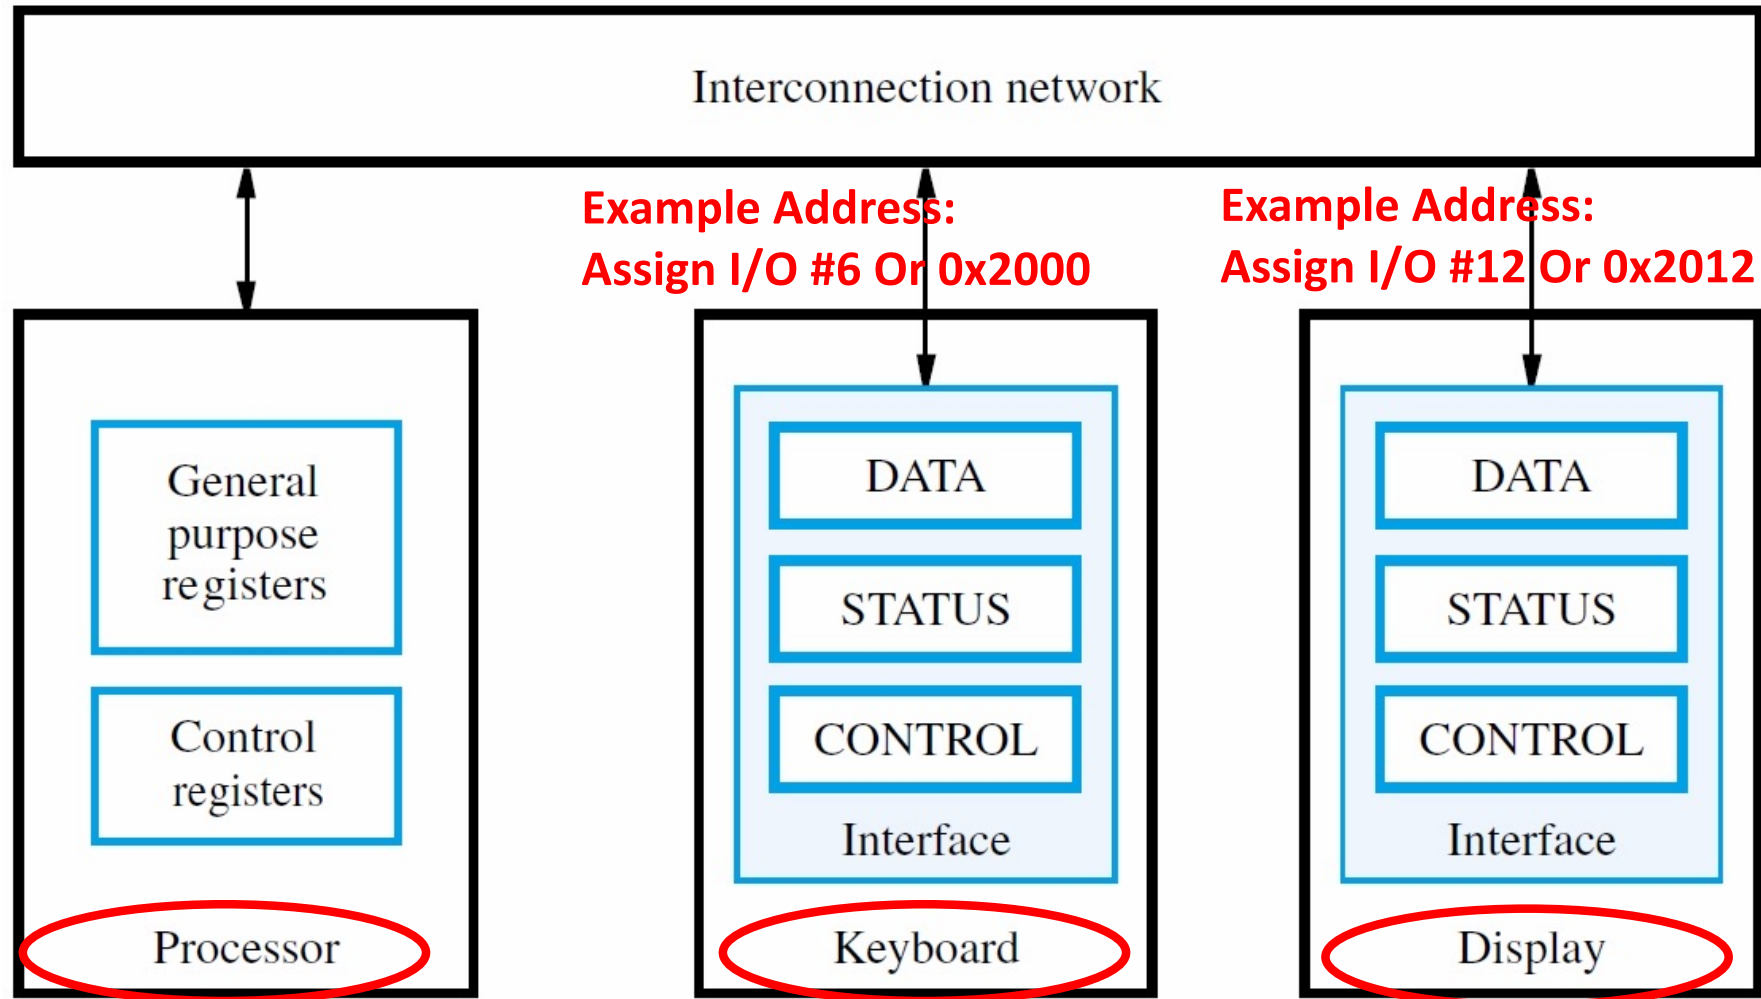 Interconnection network
Example Address:
Assign I/O #6 Or 0x2000
Example Address:
Assign I/O #12 Or 0x2012
General
purpose
registers
Control
registers
Processor
DATA
STATUS
CONTROL
Interface
Keyboard
DATA
STATUS
CONTROL
Interface
Display